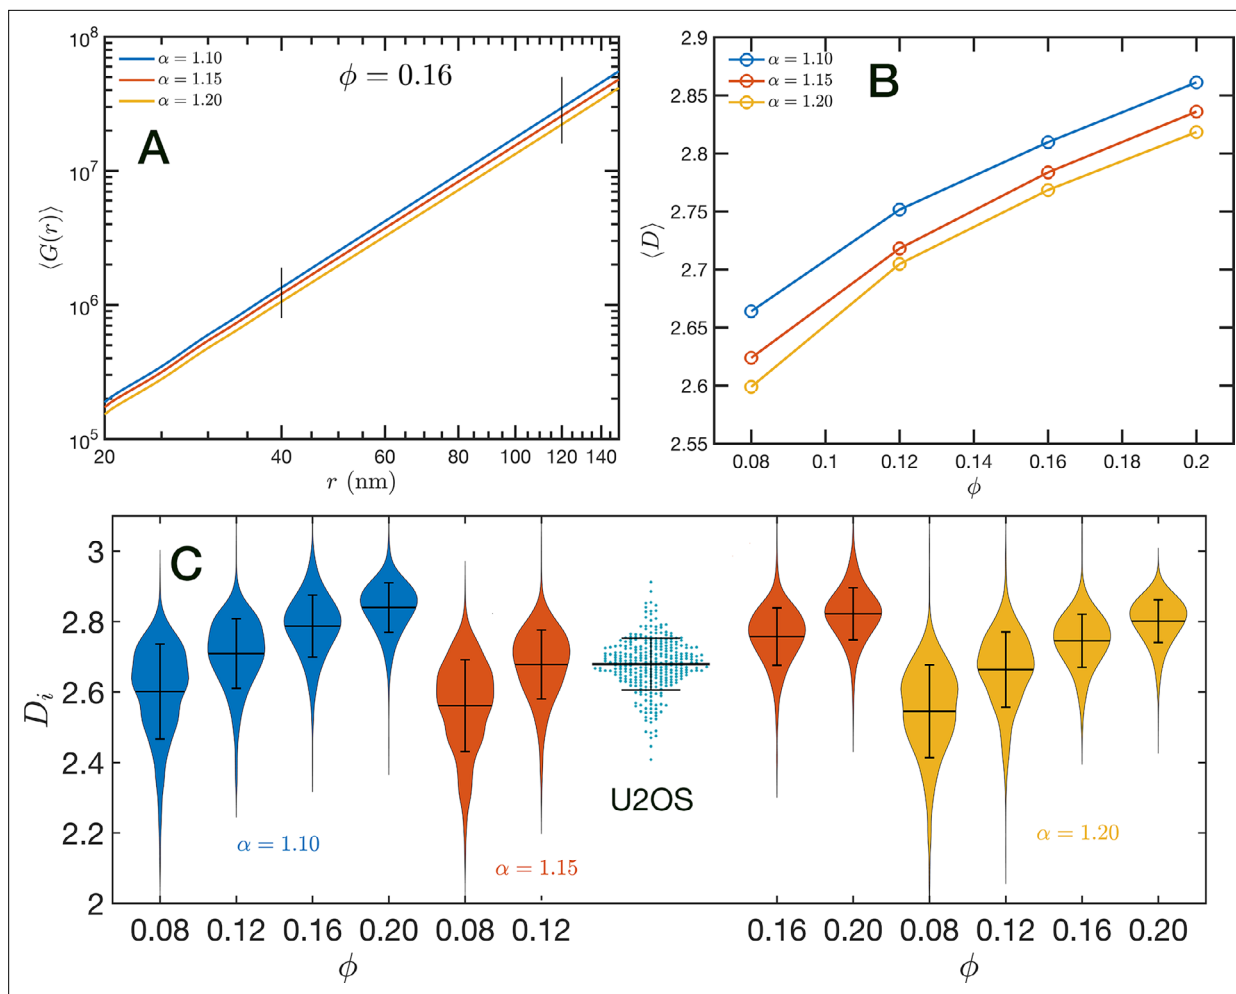 10^8
α = 1.10
α = 1.15
α = 1.20
ϕ = 0.16
A
10^7
10^6
10^5
⟨G(r)⟩
20 40 60 80 100 120 140
r (nm)
2.9
α = 1.10
α = 1.15
α = 1.20
B
2.85
2.8
2.75
2.7
2.65
2.6
2.55
⟨D⟩
0.08 0.1 0.12 0.14 0.16 0.18 0.2
ϕ
C
3
2.8
2.6
2.4
2.2
2
D_i
U2OS
α = 1.10
α = 1.15
α = 1.20
0.08 0.12 0.16 0.20 0.08 0.12 0.16 0.20 0.08 0.12 0.16 0.20
ϕ ϕ